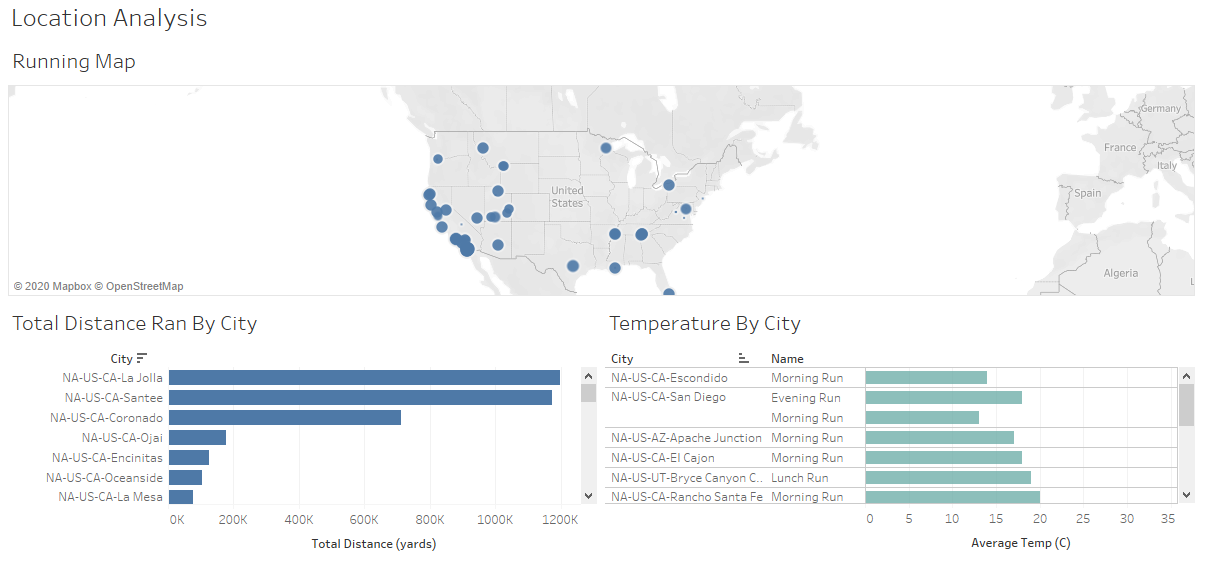 Location Analysis
Running Map
Germany
France
Italy
United
States
Spain
Algeria
L
© 2020 Mapbox © OpenStreetMap
Total Distance Ran By City
City
NA-US-CA-La Jolla
NA-US-CA-Santee
NA-US-CA-Coronado
NA-US-CA-Ojai
NA-US-CA-Encinitas
NA-US-CA-Oceanside
NA-US-CA-La Mesa
0K 200K 400K 600K 800K 1000K 1200K
Total Distance (yards)
Temperature By City
City Name
NA-US-CA-Escondido Morning Run
NA-US-CA-San Diego Evening Run
Morning Run
NA-US-AZ-Apache Junction Morning Run
NA-US-CA-El Cajon Morning Run
NA-US-UT-Bryce Canyon C.. Lunch Run
NA-US-CA-Rancho Santa Fe Morning Run
0 5 10 15 20 25 30 35
Average Temp (C)